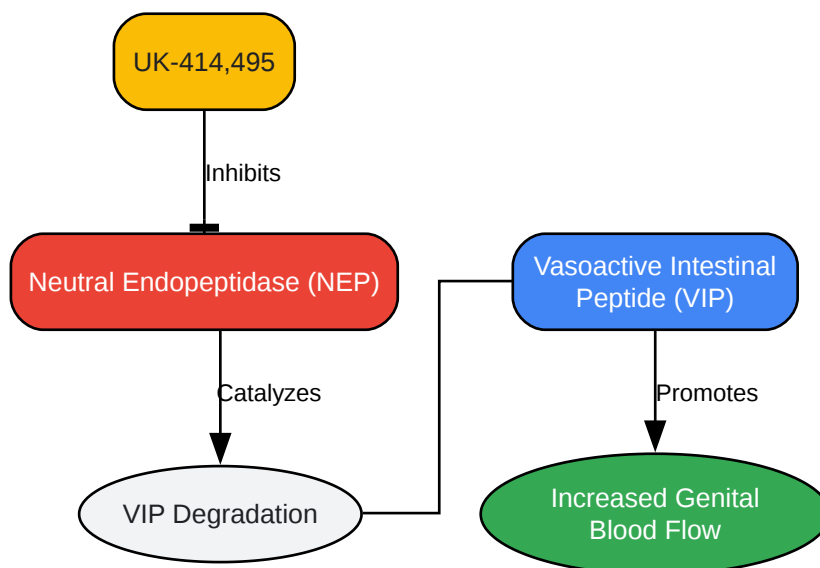 UK-414,495
Inhibits
Neutral Endopeptidase (NEP)
Vasoactive Intestinal
Peptide (VIP)
Catalyzes
Promotes
VIP Degradation
Increased Genital
Blood Flow